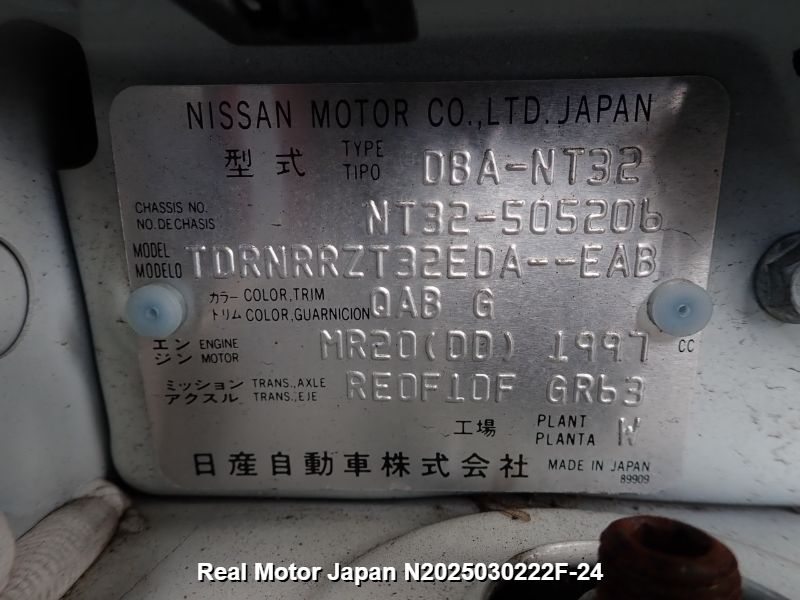 NISSAN MOTOR CO.,LTD. JAPAN
型式 TYPE TIPO DBA-NT32
CHASSIS NO. NO.DE CHASIS NT32-505206
MODEL MODELO TDRNRRZT32EDA--EAB
カラー COLOR,TRIM トリム COLOR,GUARNICION QAB G
エンジン ENGINE MOTOR MR20(DD) 1997 CC
ミッション TRANS.,AXLE アクスル TRANS.,EJE RE0F10F GR63
工場 PLANT PLANTA W
日産自動車株式会社 MADE IN JAPAN
89909
Real Motor Japan N2025030222F-24